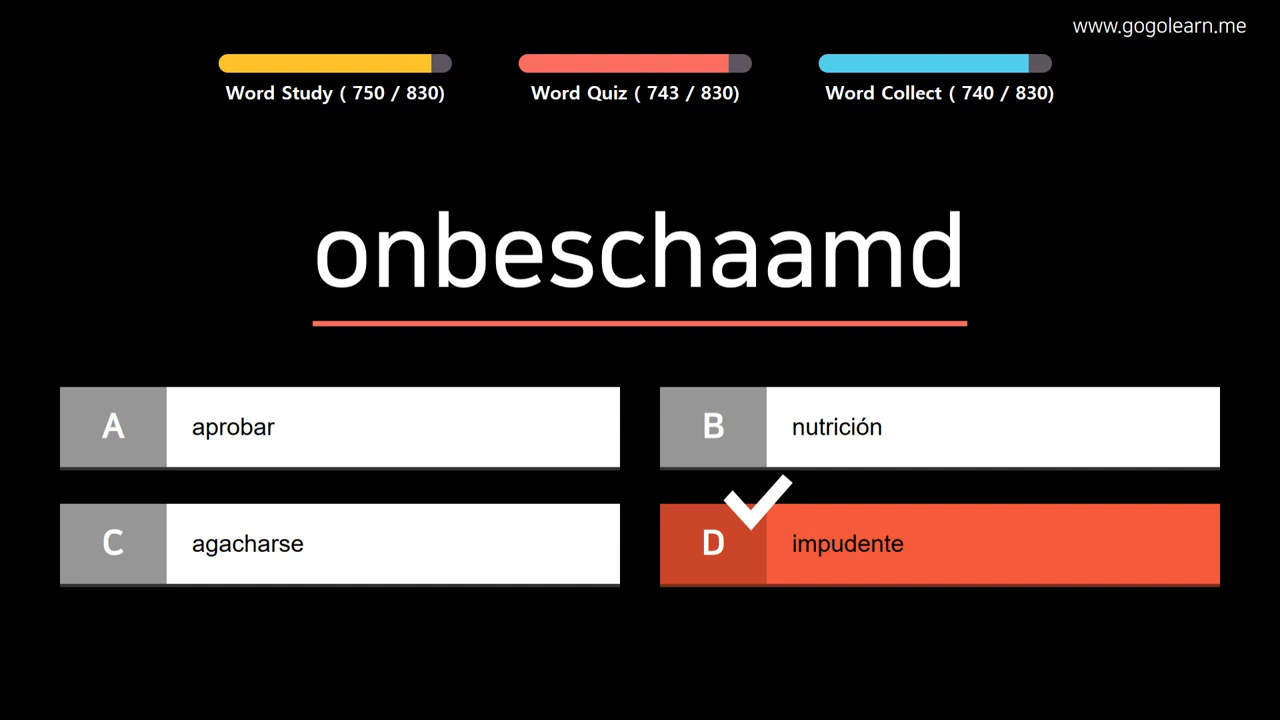 www.gogolearn.me
Word Study ( 750 / 830)
Word Quiz ( 743 / 830)
Word Collect ( 740 / 830)
onbeschaamd
A aprobar
B nutrición
C agacharse
D impudente